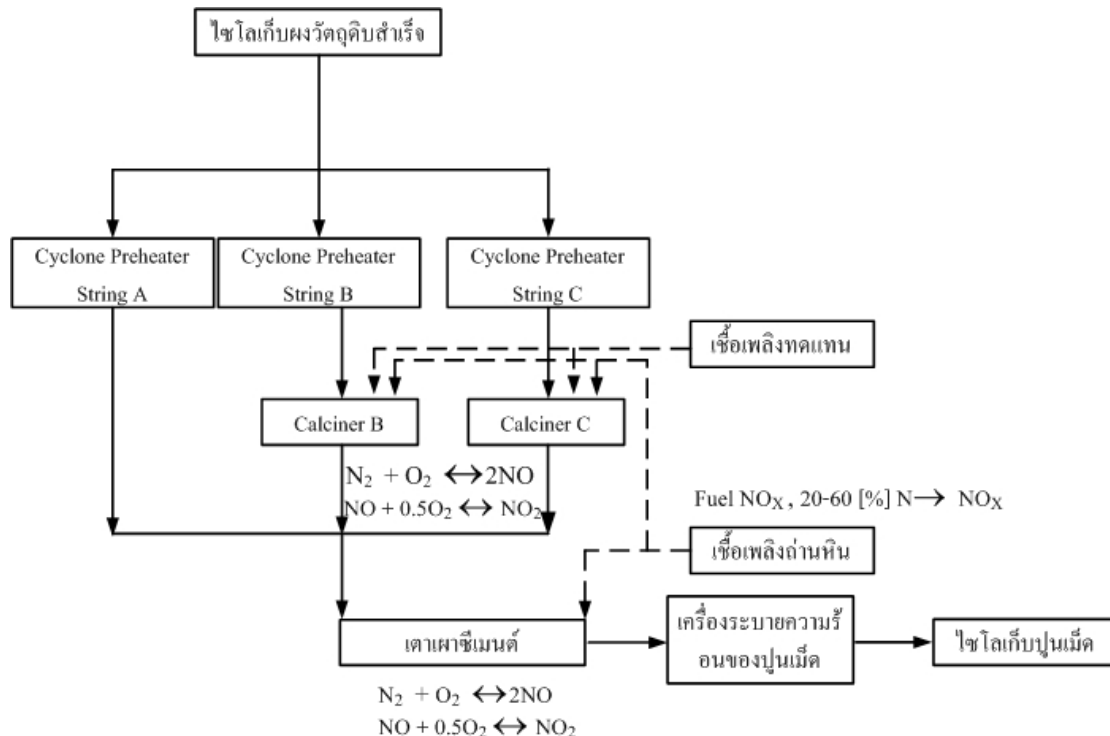 ไซโลเก็บผงวัตถุดิบสำเร็จ
Cyclone Preheater
String A
Cyclone Preheater
String B
Cyclone Preheater
String C
เชื้อเพลิงทดแทน
Calciner B
Calciner C
N₂ + O₂ ↔ 2NO
NO + 0.5O₂ ↔ NO₂
Fuel NOX , 20-60 [%] N → NOX
เชื้อเพลิงถ่านหิน
เตาเผาซีเมนต์
เครื่องระบายความร้
อนของปูนเม็ด
ไซโลเก็บปูนเม็ด
N₂ + O₂ ↔ 2NO
NO + 0.5O₂ ↔ NO₂